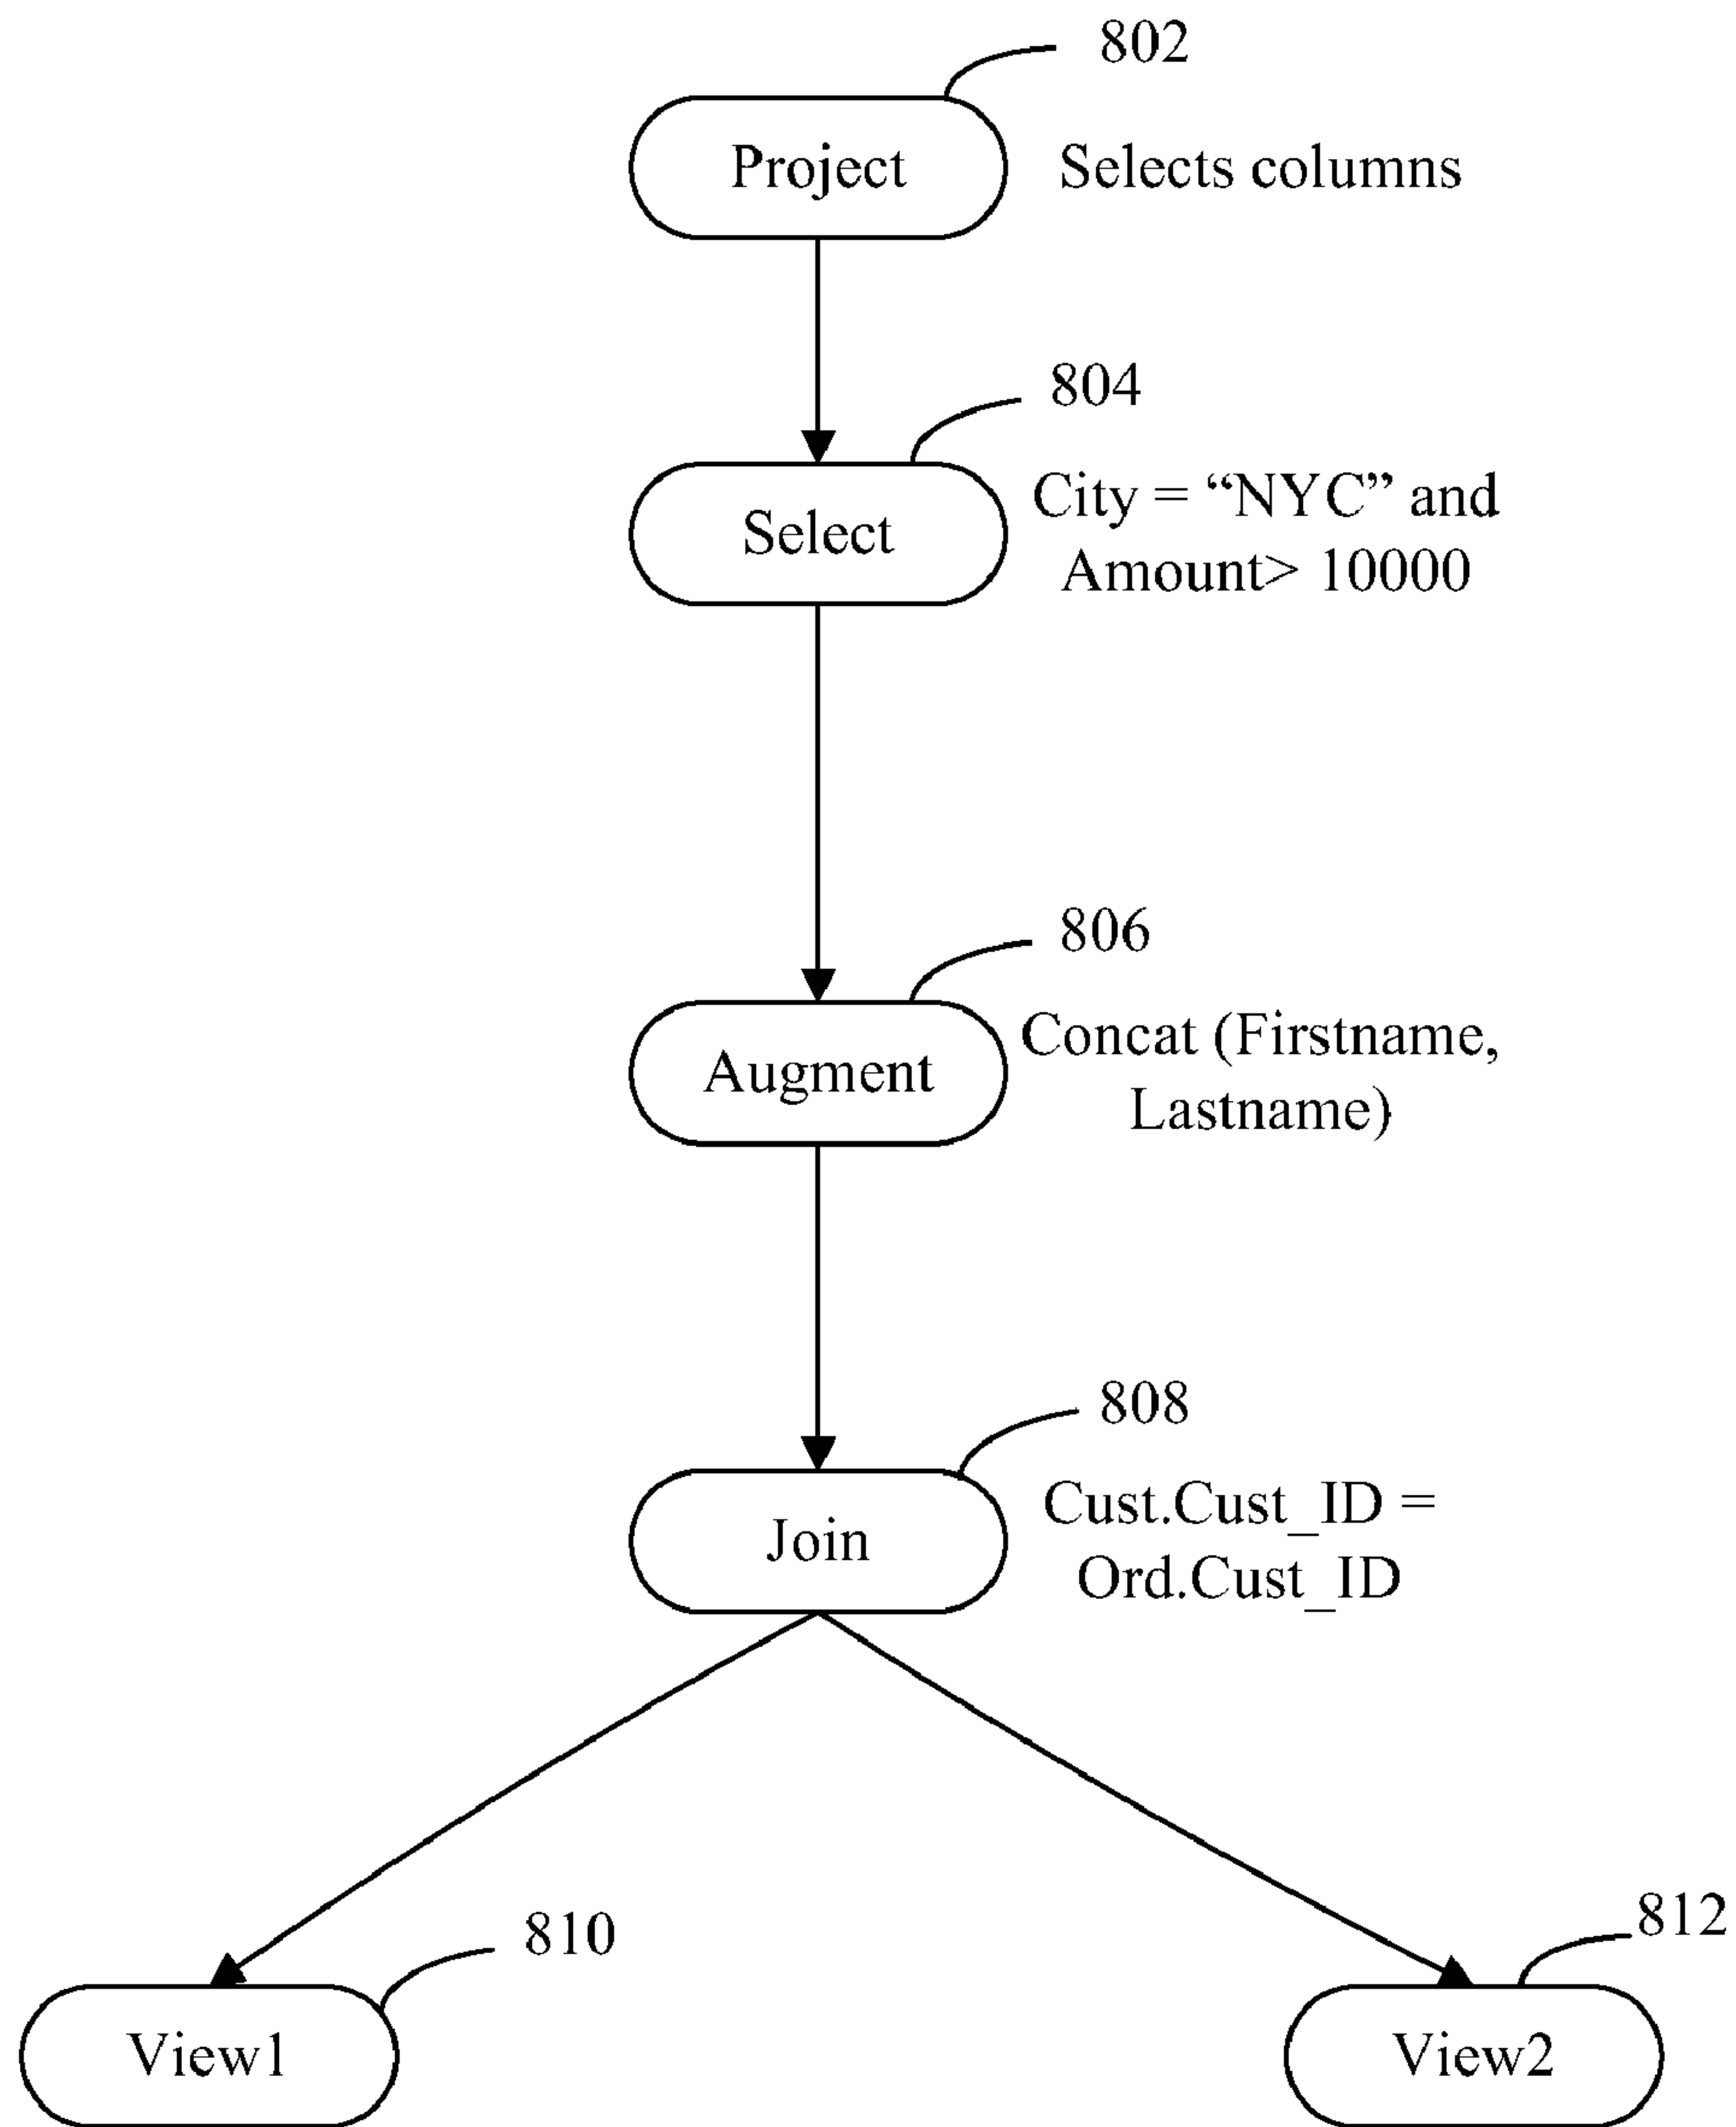 802
Project
Selects columns
804
Select
City = “NYC” and
Amount> 10000
806
Augment
Concat (Firstname,
Lastname)
808
Join
Cust.Cust_ID =
Ord.Cust_ID
810
View1
812
View2